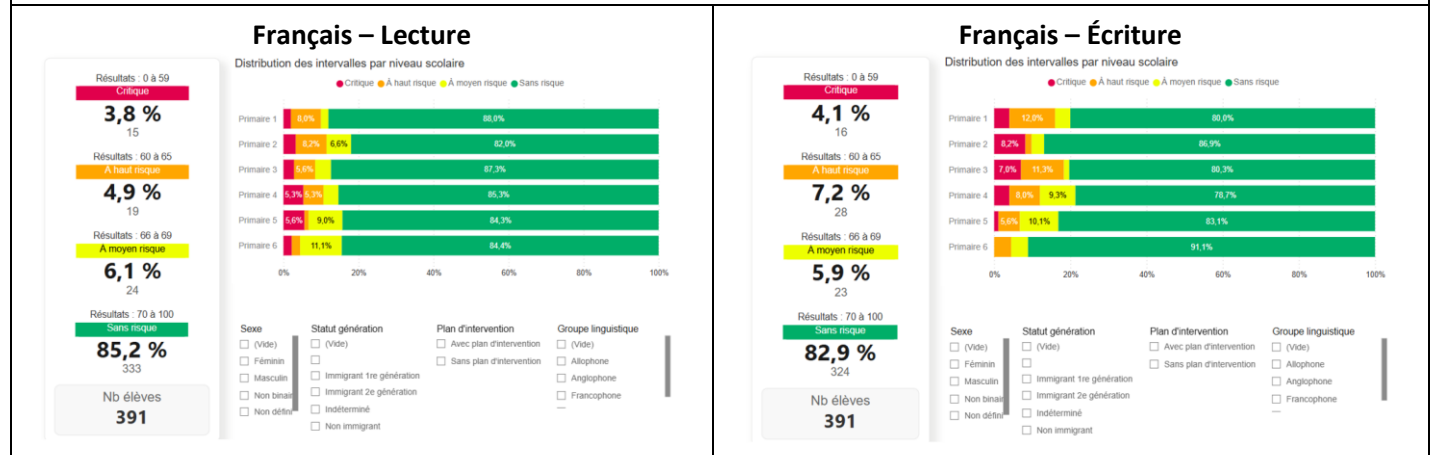 Français – Lecture
Distribution des intervalles par niveau scolaire
Critique À haut risque À moyen risque Sans risque
Résultats : 0 à 59
Critique
3,8 %
15
Résultats : 60 à 65
À haut risque
4,9 %
19
Résultats : 66 à 69
À moyen risque
6,1 %
24
Résultats : 70 à 100
Sans risque
85,2 %
333
Nb élèves
391
Primaire 1 8,0% 88,0%
Primaire 2 8,2% 6,6% 82,0%
Primaire 3 5,6% 87,3%
Primaire 4 5,3% 5,3% 85,3%
Primaire 5 5,6% 9,0% 84,3%
Primaire 6 11,1% 84,4%
0% 20% 40% 60% 80% 100%
Sexe
(Vide)
Féminin
Masculin
Non binair
Non défini
Statut génération
(Vide)
Immigrant 1re génération
Immigrant 2e génération
Indéterminé
Non immigrant
Plan d'intervention
Avec plan d'intervention
Sans plan d'intervention
Groupe linguistique
(Vide)
Allophone
Anglophone
Francophone
Français – Écriture
Distribution des intervalles par niveau scolaire
Critique À haut risque À moyen risque Sans risque
Résultats : 0 à 59
Critique
4,1 %
16
Résultats : 60 à 65
À haut risque
7,2 %
28
Résultats : 66 à 69
À moyen risque
5,9 %
23
Résultats : 70 à 100
Sans risque
82,9 %
324
Nb élèves
391
Primaire 1 12,0% 80,0%
Primaire 2 8,2% 86,9%
Primaire 3 7,0% 11,3% 80,3%
Primaire 4 8,0% 9,3% 78,7%
Primaire 5 5,6% 10,1% 83,1%
Primaire 6 91,1%
0% 20% 40% 60% 80% 100%
Sexe
(Vide)
Féminin
Masculin
Non binair
Non défini
Statut génération
(Vide)
Immigrant 1re génération
Immigrant 2e génération
Indéterminé
Non immigrant
Plan d'intervention
Avec plan d'intervention
Sans plan d'intervention
Groupe linguistique
(Vide)
Allophone
Anglophone
Francophone